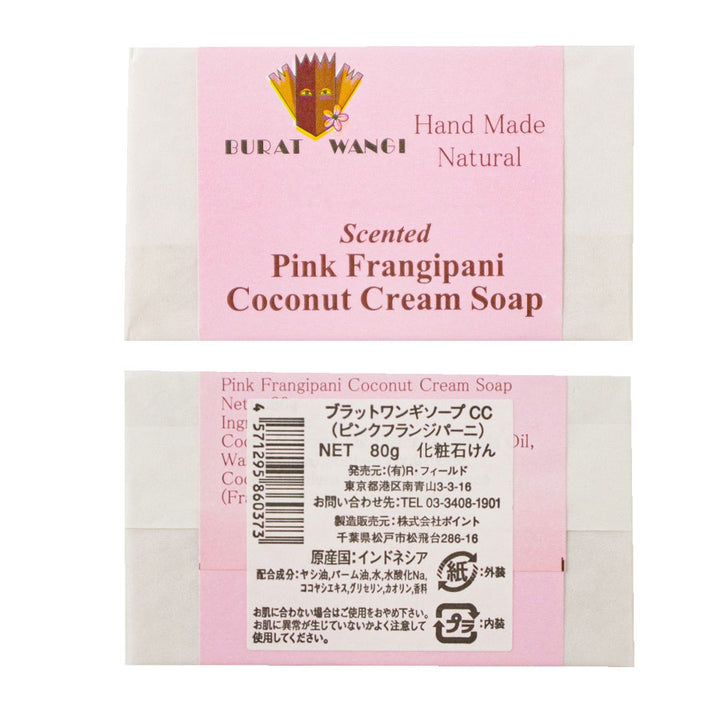 BURAT WANGI
Hand Made
Natural
Scented
Pink Frangipani
Coconut Cream Soap
Pink Frangipani Coconut Cream Soap
Net
Oil,
4571295860373
ブラットワンギソープ CC
(ピンクフランジパーニ)
NET 80g 化粧石けん
発売元:(有)R・フィールド
東京都港区南青山3-3-16
お問い合わせ先:TEL 03-3408-1901
製造販売元:株式会社ポイント
千葉県松戸市松飛台286-16
原産国:インドネシア
配合成分:ヤシ油,パーム油,水,水酸化Na,
ココヤシエキス,グリセリン,カオリン,香料
紙:外装
お肌に合わない場合はご使用をおやめ下さい。
お肌に異常が生じていないかよく注意して
使用してください。
プラ:内装